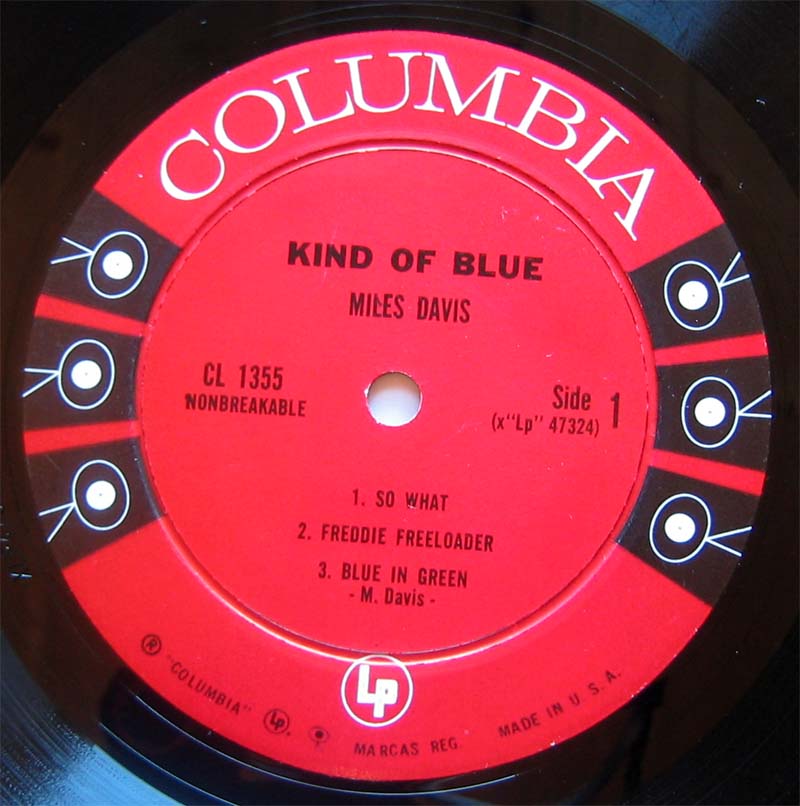 COLUMBIA
KIND OF BLUE
MILES DAVIS
CL 1355
NONBREAKABLE
Side 1
(x"Lp" 47324)
1. SO WHAT
2. FREDDIE FREELOADER
3. BLUE IN GREEN
- M. Davis -
Lp
® "COLUMBIA" Lp. MARCAS REG. MADE IN U.S.A.